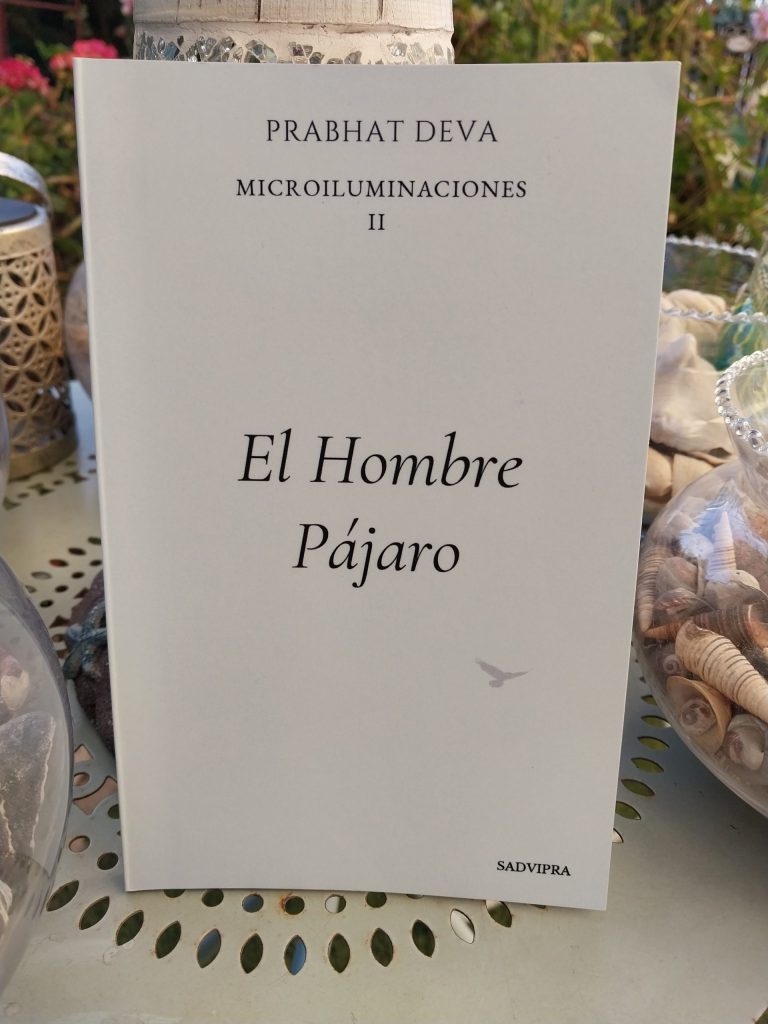 PRABHAT DEVA
MICROILUMINACIONES
II
El Hombre
Pájaro
SADVIPRA